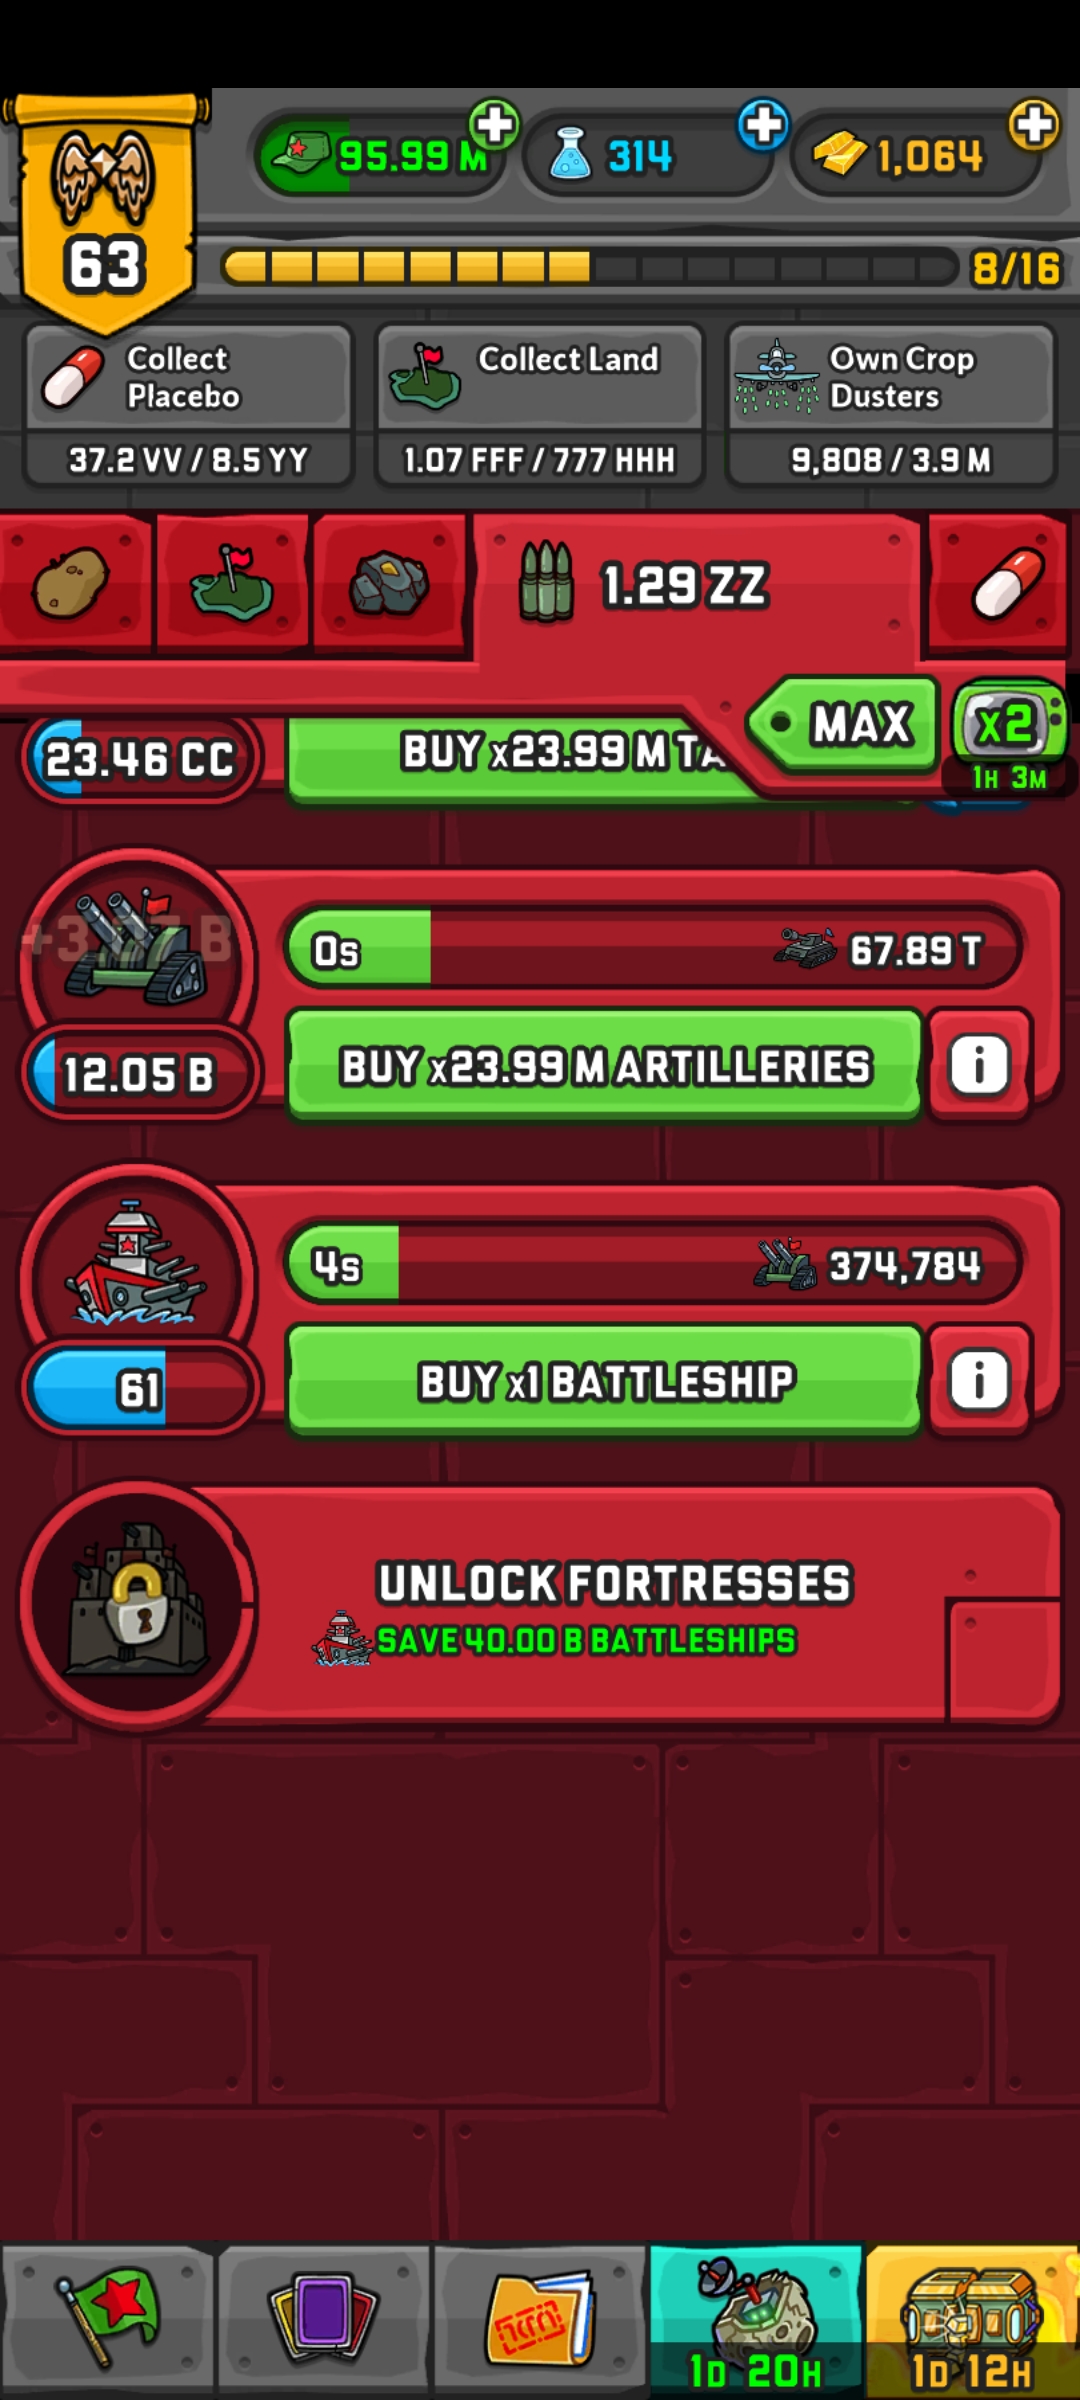 95.99 M
314
1,064
63
8/16
Collect
Placebo
37.2 VV / 8.5 YY
Collect Land
1.07 FFF / 777 HHH
Own Crop
Dusters
9,808 / 3.9 M
1.29 ZZ
MAX
x2
1H 3M
23.46 CC
BUY x23.99 M
0s
67.89 T
12.05 B
BUY x23.99 M ARTILLERIES
i
4s
374,784
61
BUY x1 BATTLESHIP
i
UNLOCK FORTRESSES
SAVE 40.00 B BATTLESHIPS
1D 20H
1D 12H